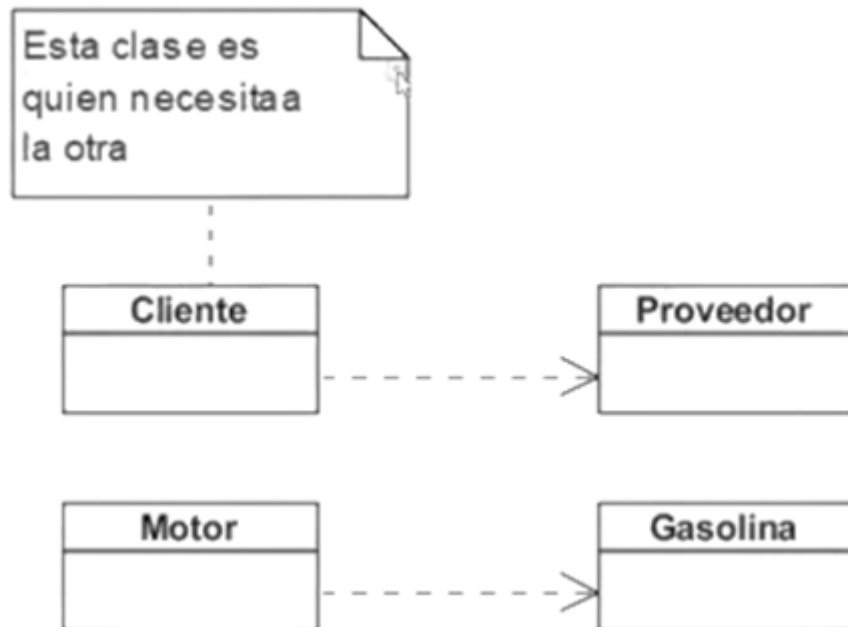 Esta clase es
quien necesitaa
la otra
Cliente
Proveedor
Motor
Gasolina